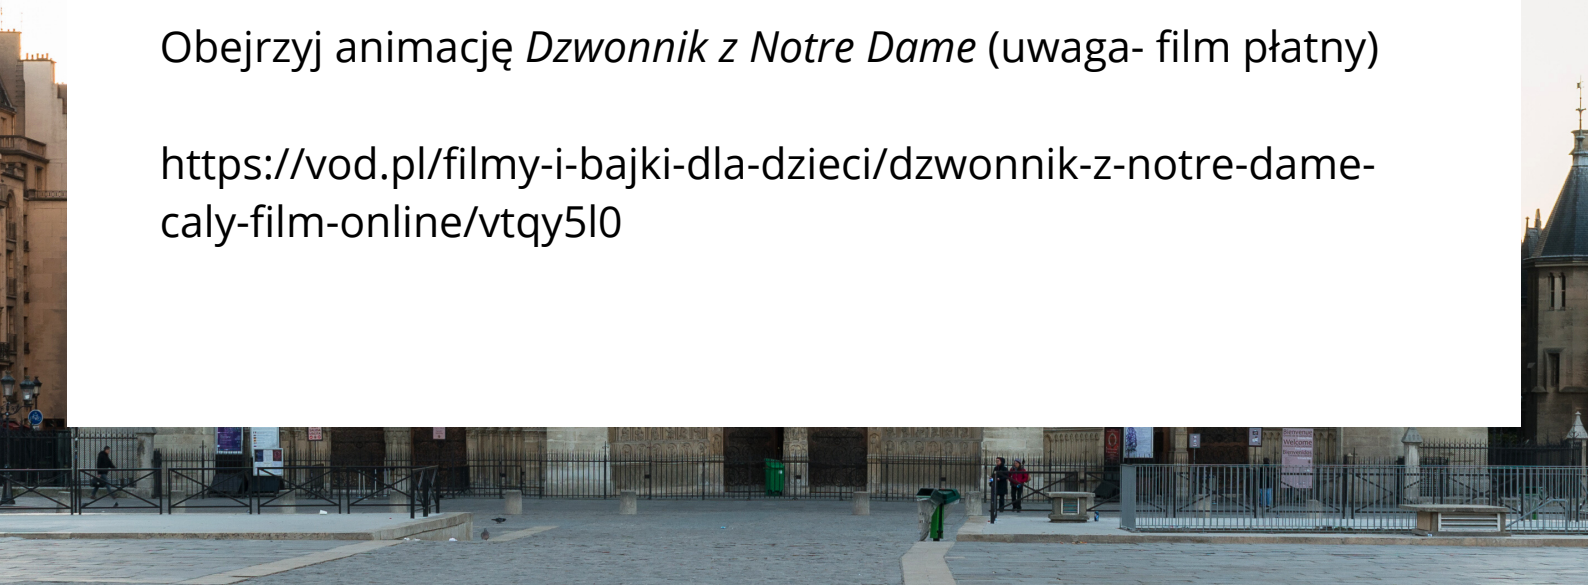 Obejrzyj animację Dzwonnik z Notre Dame (uwaga- film płatny)
https://vod.pl/filmy-i-bajki-dla-dzieci/dzwonnik-z-notre-dame-
caly-film-online/vtqy5l0
Welcome